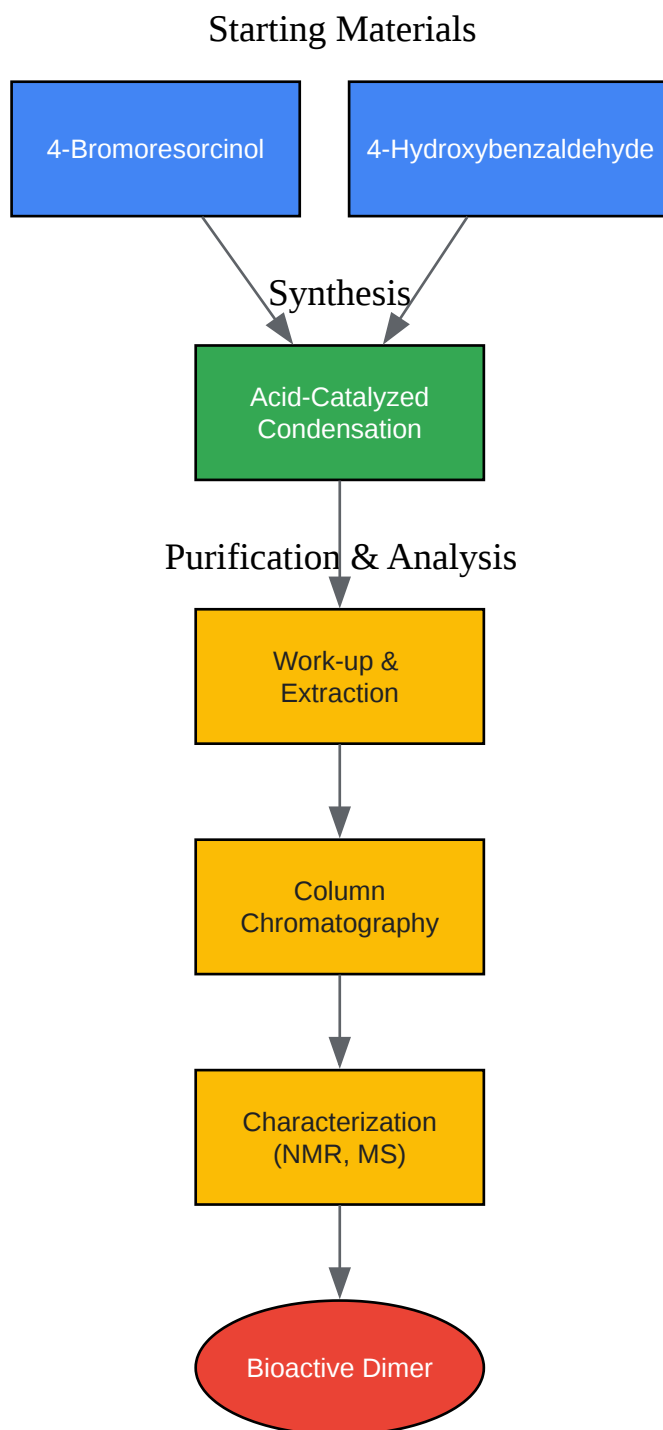 Starting Materials
4-Bromoresorcinol
4-Hydroxybenzaldehyde
Synthesis
Acid-Catalyzed
Condensation
Purification & Analysis
Work-up &
Extraction
Column
Chromatography
Characterization
(NMR, MS)
Bioactive Dimer